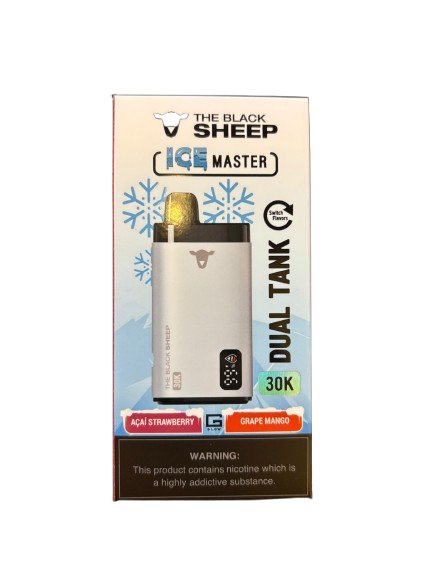 THE BLACK
SHEEP
ICE MASTER
Switch
Flavors
DUAL TANK
THE BLACK SHEEP
30K
30K
AÇAÍ STRAWBERRY
G
GLOW
GRAPE MANGO
WARNING:
This product contains nicotine which is
a highly addictive substance.